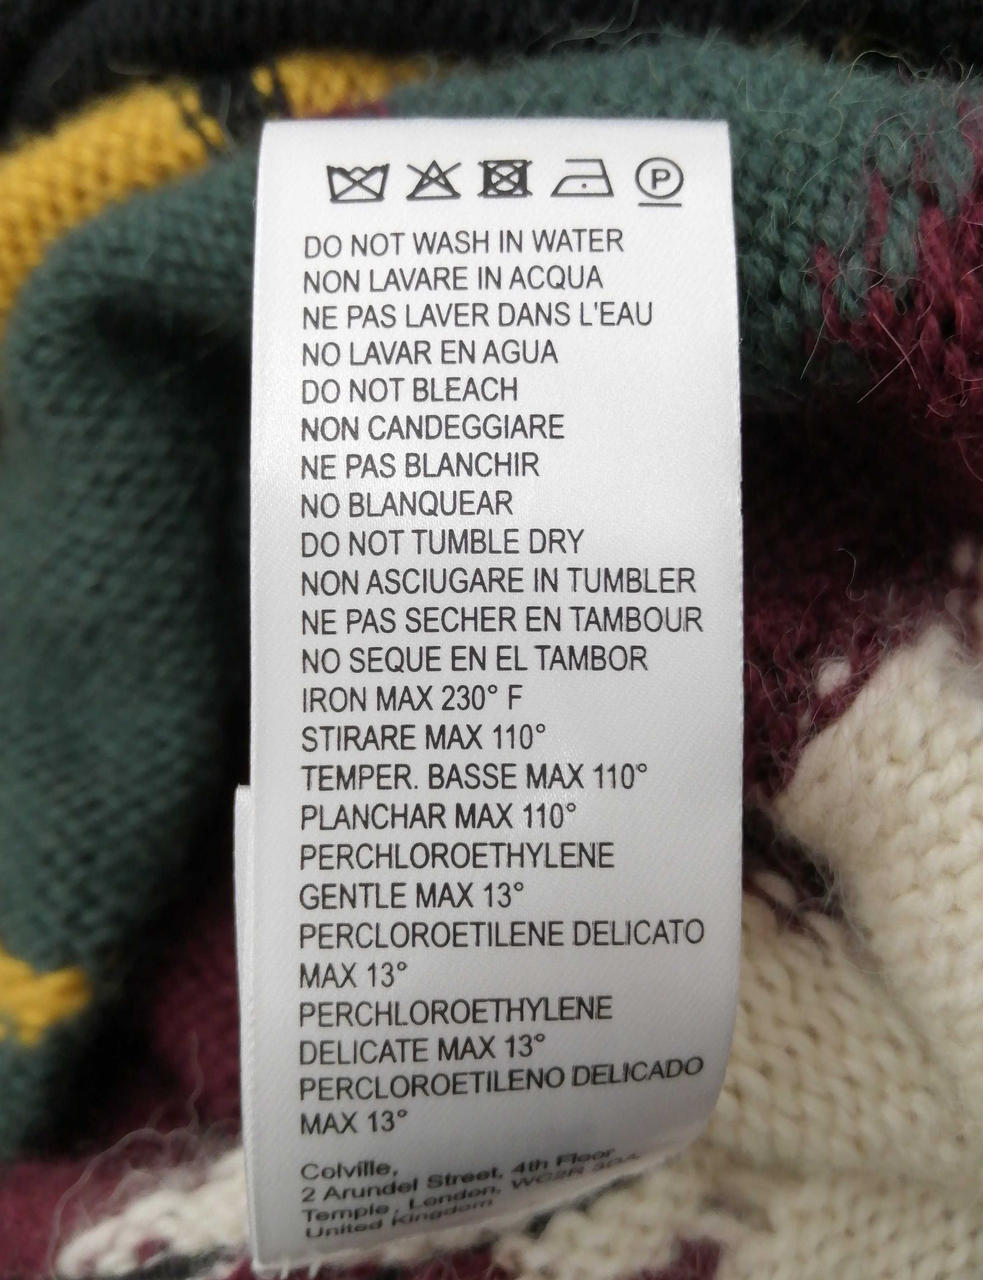 P
DO NOT WASH IN WATER
NON LAVARE IN ACQUA
NE PAS LAVER DANS L'EAU
NO LAVAR EN AGUA
DO NOT BLEACH
NON CANDEGGIARE
NE PAS BLANCHIR
NO BLANQUEAR
DO NOT TUMBLE DRY
NON ASCIUGARE IN TUMBLER
NE PAS SECHER EN TAMBOUR
NO SEQUE EN EL TAMBOR
IRON MAX 230° F
STIRARE MAX 110°
TEMPER. BASSE MAX 110°
PLANCHAR MAX 110°
PERCHLOROETHYLENE
GENTLE MAX 13°
PERCLOROETILENE DELICATO
MAX 13°
PERCHLOROETHYLENE
DELICATE MAX 13°
PERCLOROETILENO DELICADO
MAX 13°
Colville,
2 Arundel Street, 4th Floor
Temple, London, WC2R
United Kingdom